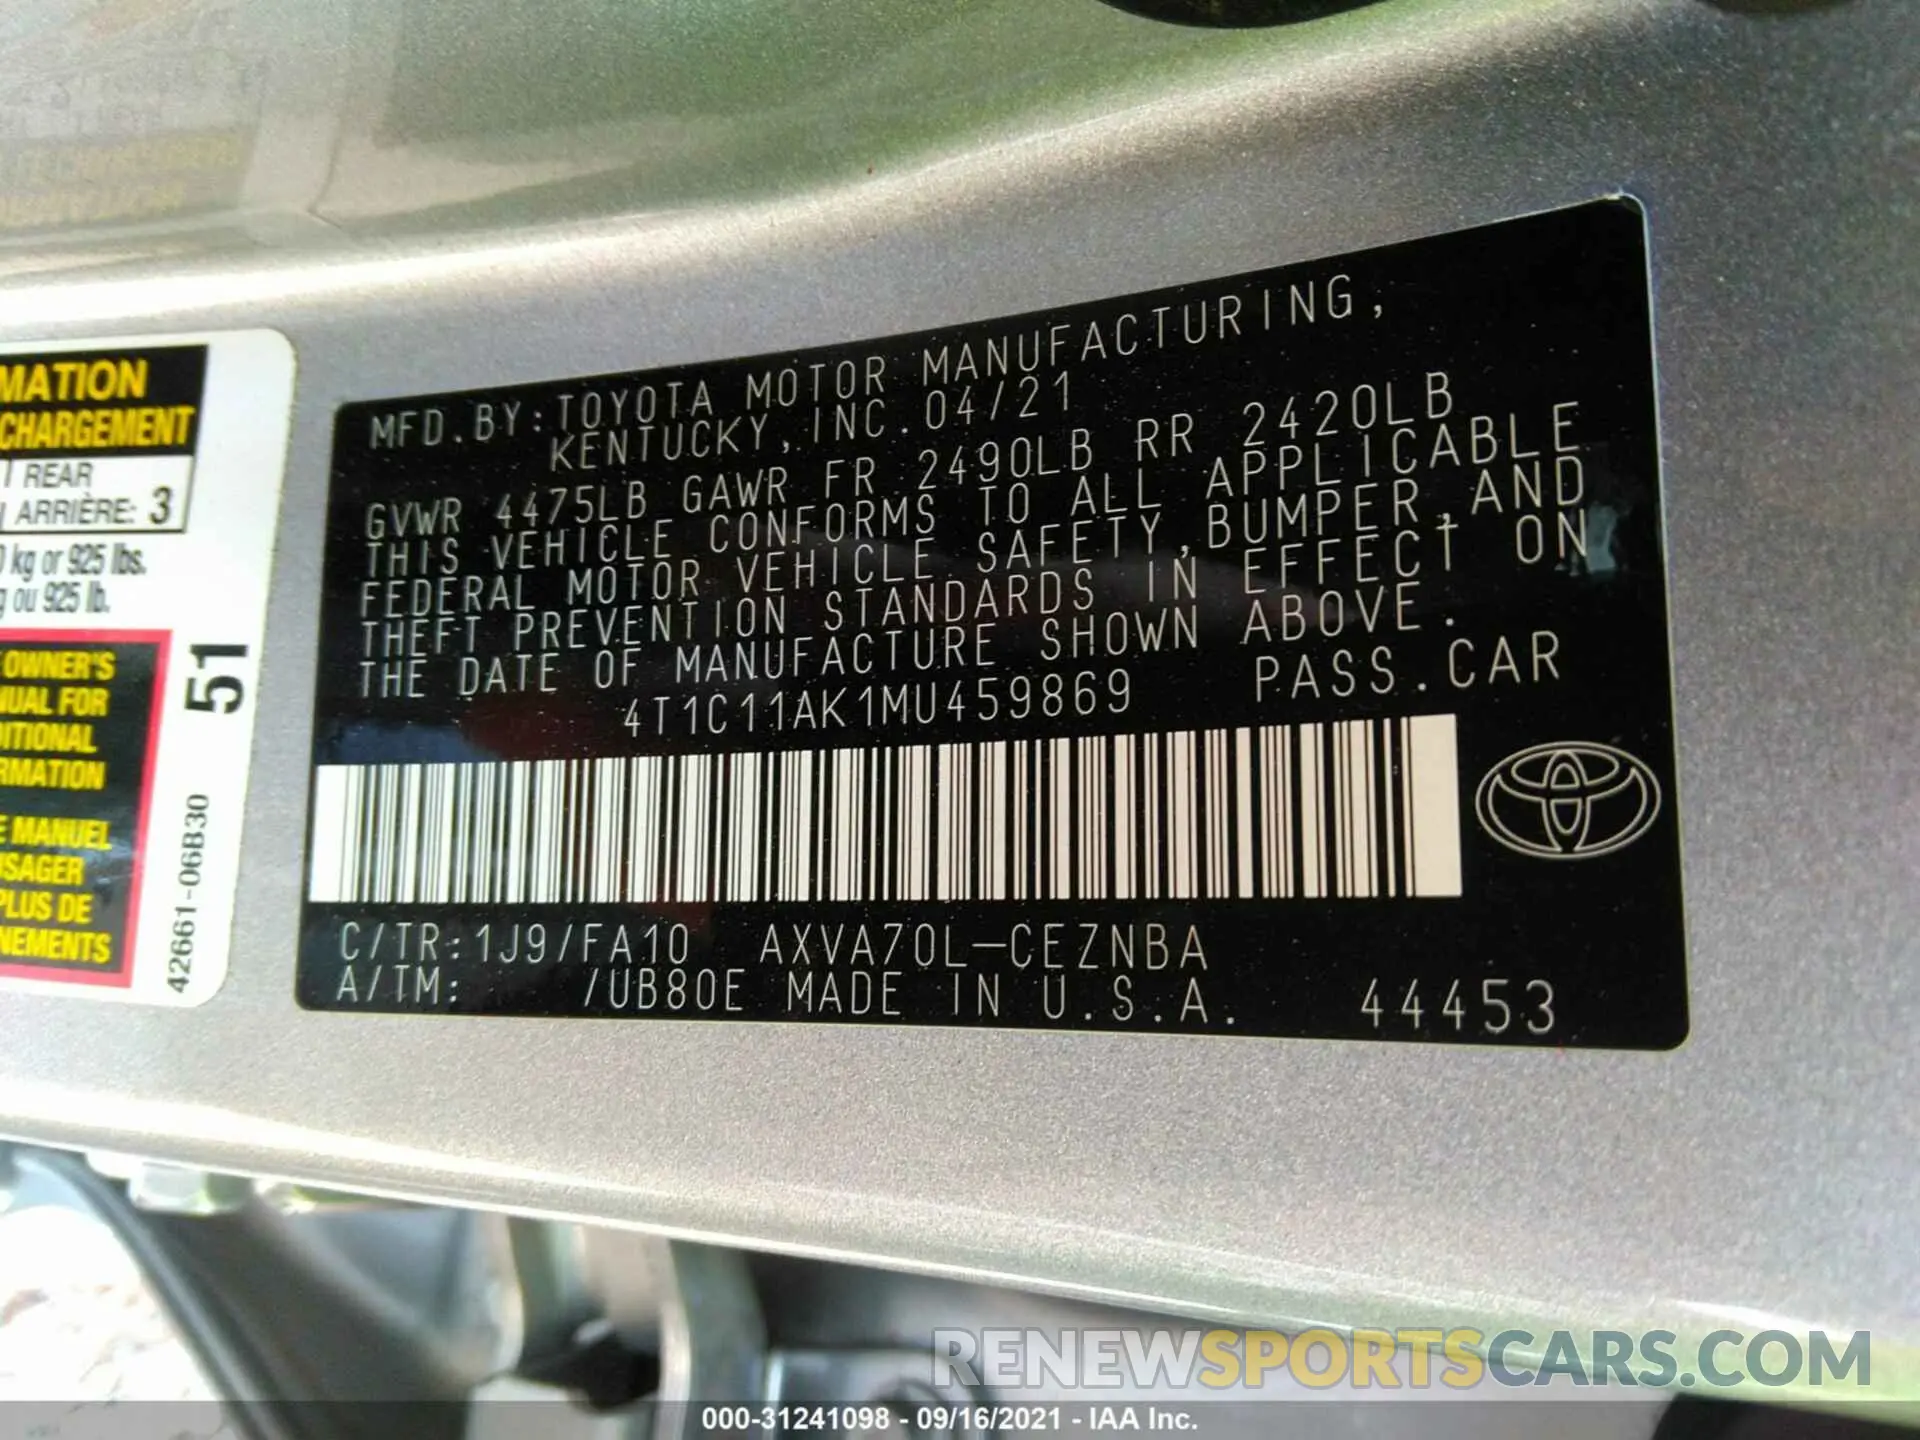 MFD.BY:TOYOTA MOTOR MANUFACTURING,
KENTUCKY,INC.04/21
GVWR 4475LB GAWR FR 2490LB RR 2420LB
THIS VEHICLE CONFORMS TO ALL APPLICABLE
FEDERAL MOTOR VEHICLE SAFETY,BUMPER,AND
THEFT PREVENTION STANDARDS IN EFFECT ON
THE DATE OF MANUFACTURE SHOWN ABOVE.
4T1C11AK1MU459869 PASS.CAR
C/TR:1J9/FA10 AXVA70L-CEZNBA
A/TM: /UB80E MADE IN U.S.A. 44453
MATION
CHARGEMENT
REAR
ARRIÈRE: 3
kg or 925 lbs.
ou 925 lb.
OWNER'S
NUAL FOR
DITIONAL
RMATION
E MANUEL
USAGER
PLUS DE
NEMENTS
51
42661-06B30
RENEWSPORTSCARS.COM
000-31241098 - 09/16/2021 - IAA Inc.